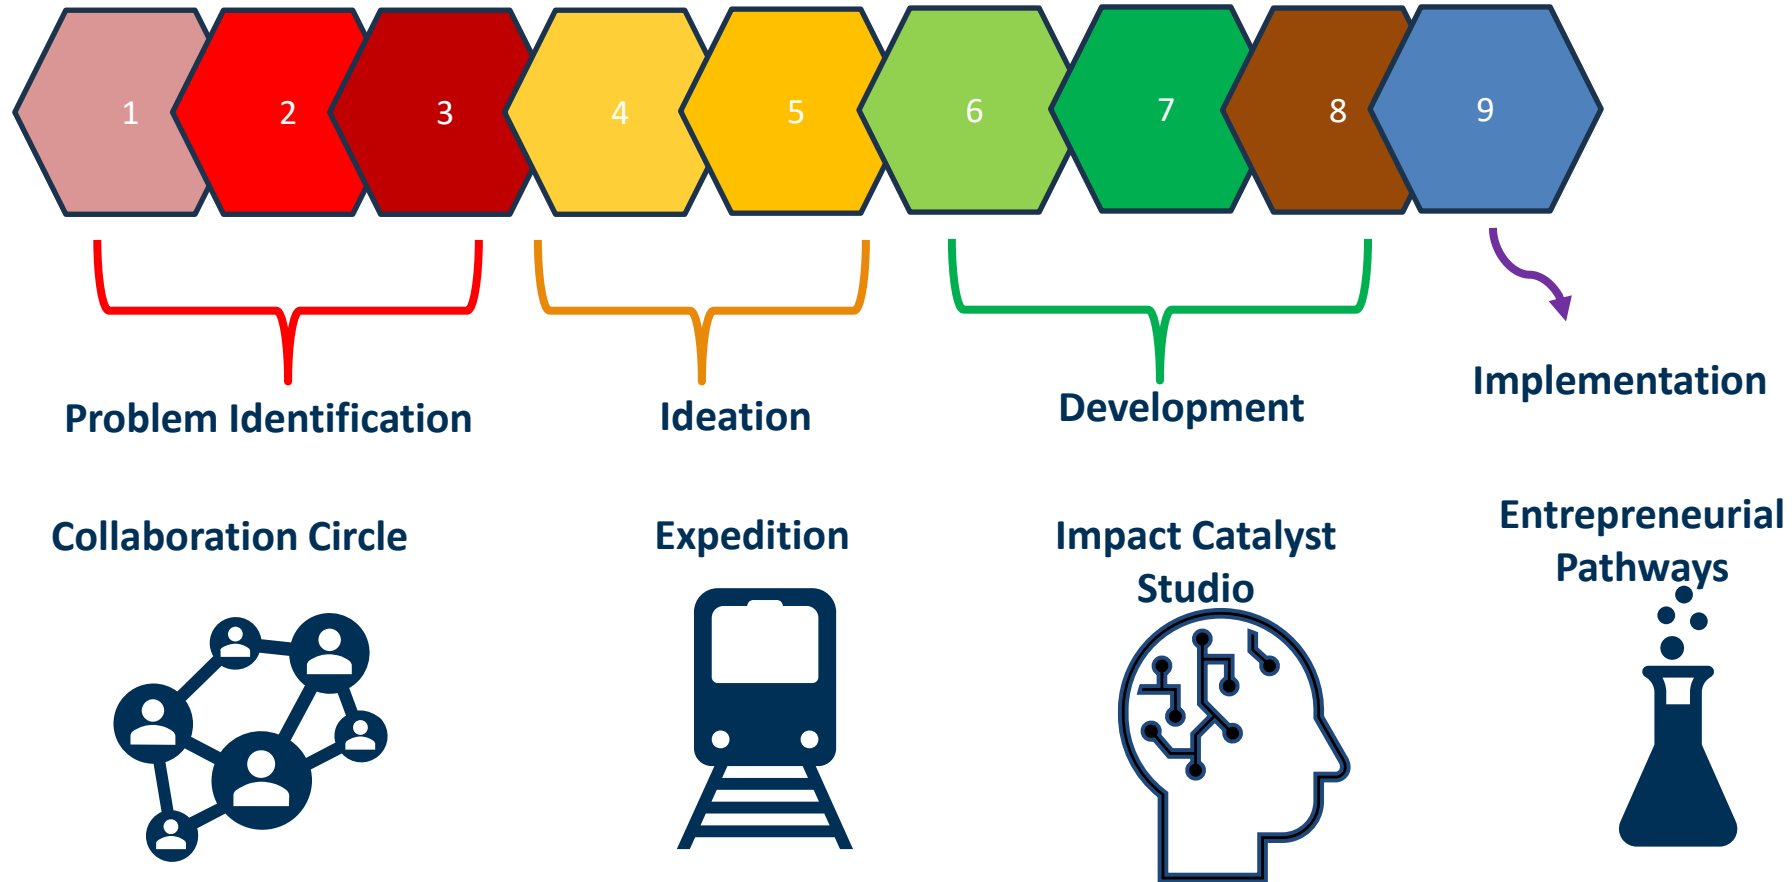 1 2 3 4 5 6 7 8 9
Problem Identification
Ideation
Development
Implementation
Collaboration Circle
Expedition
Impact Catalyst
Studio
Entrepreneurial
Pathways